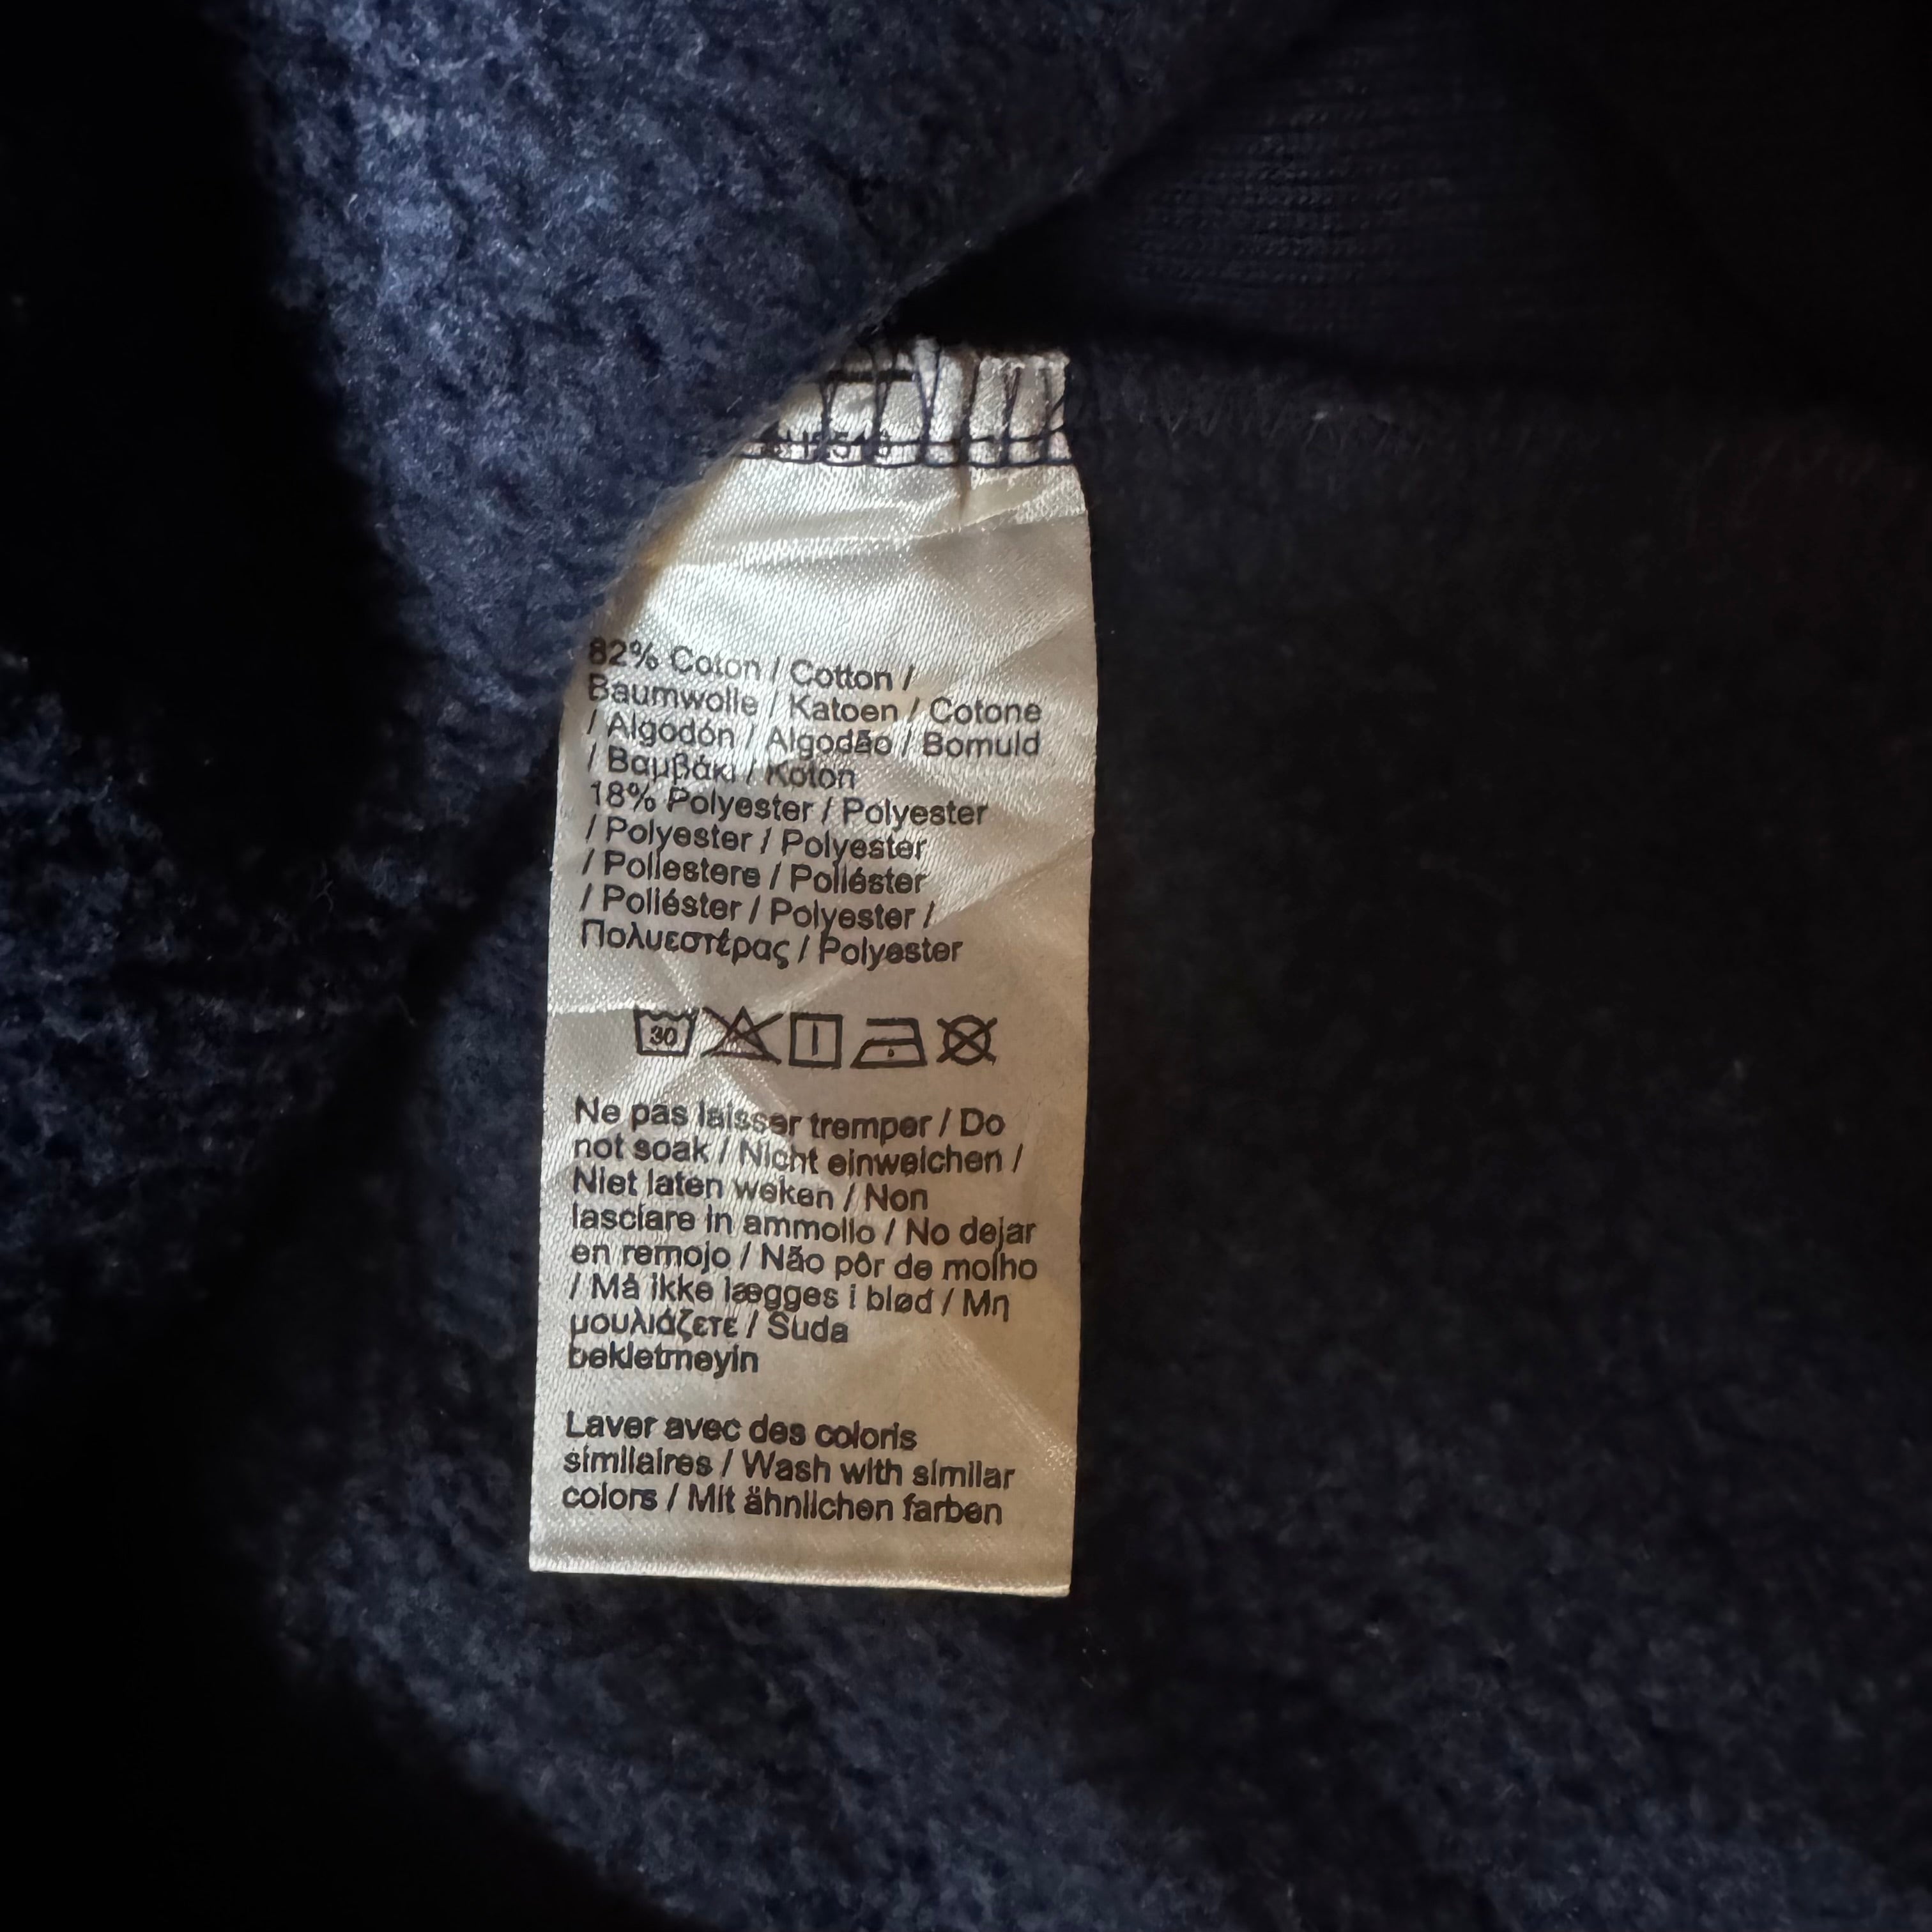 82% Coton / Cotton /
Baumwolle / Katoen / Cotone
/ Algodón / Algodão / Bomuld
/ Βαμβάκι / Koton
18% Polyester / Polyester
/ Polyester / Polyester
/ Poliestere / Poliéster
/ Poliéster / Polyester /
Πολυεστέρας / Polyester
30
Ne pas laisser tremper / Do
not soak / Nicht einweichen /
Niet laten weken / Non
lasciare in ammollo / No dejar
en remojo / Não pôr de molho
/ Må ikke lægges i blød / Μη
μουλιάζετε / Suda
bekletmeyin
Laver avec des coloris
similaires / Wash with similar
colors / Mit ähnlichen farben